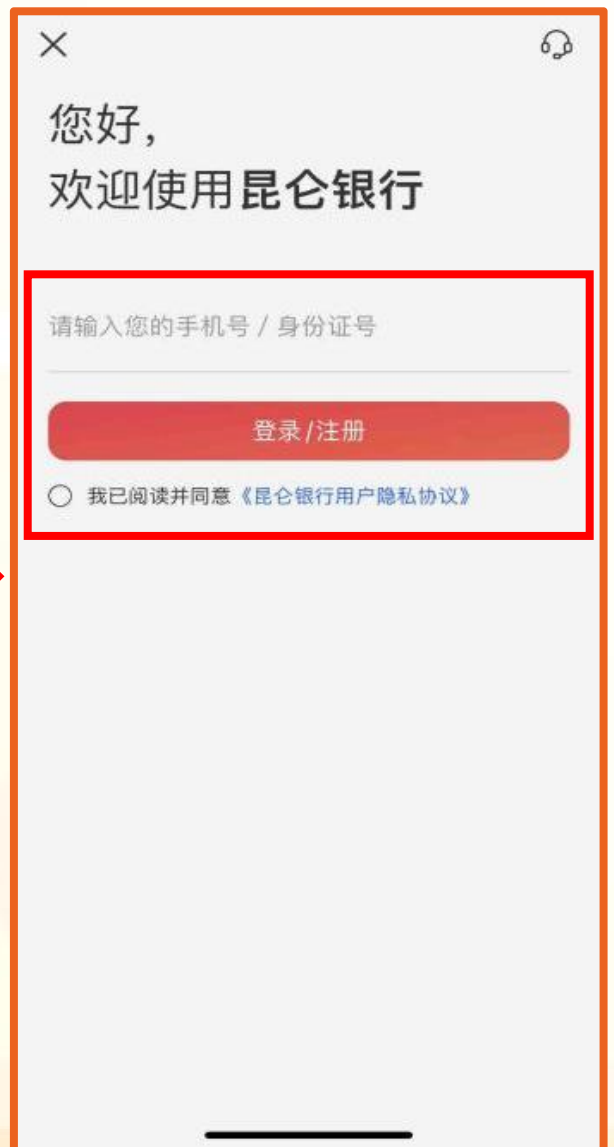 您好，
欢迎使用昆仑银行
请输入您的手机号 / 身份证号
登录/注册
我已阅读并同意《昆仑银行用户隐私协议》